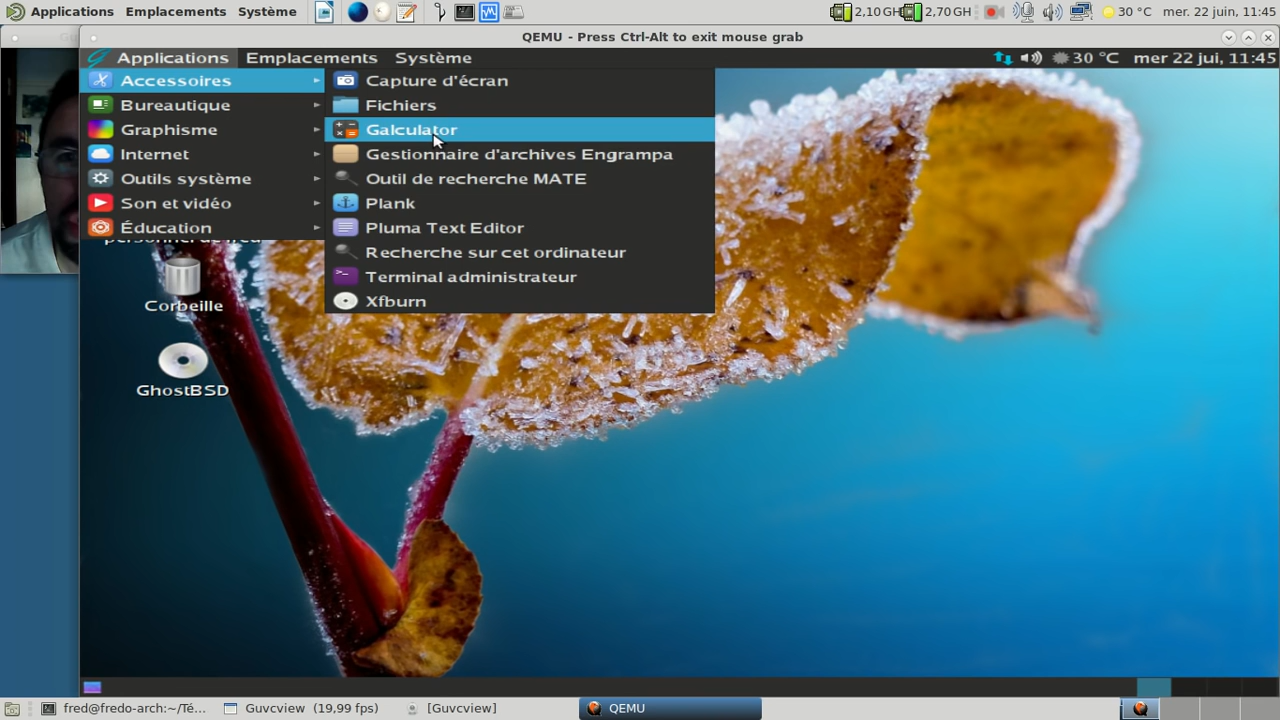 Applications Emplacements Système 2,10 GH 2,70 GH 30 °C mer. 22 juin, 11:45
QEMU - Press Ctrl-Alt to exit mouse grab
Applications Emplacements Système 30 °C mer 22 jui, 11:45
Accessoires
Bureautique
Graphisme
Internet
Outils système
Son et vidéo
Éducation
Capture d'écran
Fichiers
Galculator
Gestionnaire d'archives Engrampa
Outil de recherche MATE
Plank
Pluma Text Editor
Recherche sur cet ordinateur
Terminal administrateur
Xfburn
Corbeille
GhostBSD
fred@fredo-arch:~/Té... Guvcview (19,99 fps) [Guvcview] QEMU